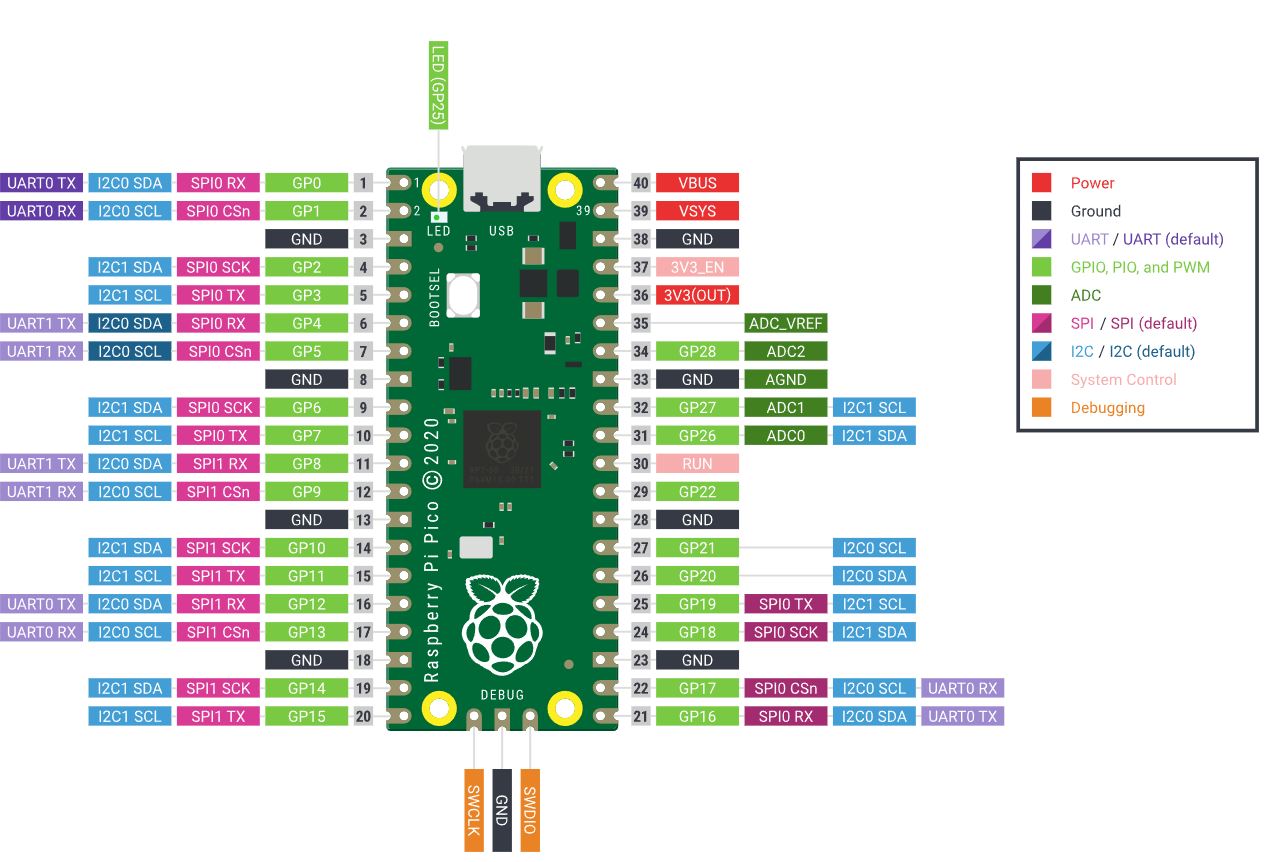 UART0 RX
UART0 TX
UART1 RX
UART1 TX
UART1 RX
UART1 TX
UART0 RX
UART0 TX
I2C1 SCL
I2C1 SDA
I2C0 SCL
I2C0 SDA
I2C1 SCL
I2C1 SDA
I2C0 SCL
I2C0 SDA
I2C1 SCL
I2C1 SDA
I2C0 SCL
I2C0 SDA
I2C1 SCL
I2C1 SDA
I2C0 SCL
I2C0 SDA
SPI1 TX
SPI1 SCK
SPI1 CSn
SPI1 RX
SPI1 TX
SPI1 SCK
SPI1 CSn
SPI1 RX
SPI0 TX
SPI0 SCK
SPI0 CSn
SPI0 RX
SPI0 TX
SPI0 SCK
SPI0 CSn
SPI0 RX
GP15
GP14
GND
GP13
GP12
GP11
GP10
GND
GP9
GP8
GP7
GP6
GND
GP5
GP4
GP3
GP2
GND
GP1
GP0
20
19
18
17
16
15
14
13
12
11
10
9
8
7
6
5
4
3
2
1
2
1
Raspberry Pi Pico ©2020
BOOTSEL
LED
LED (GP25)
SWCLK
GND
SWDIO
DEBUG
USB
39
21
22
23
24
25
26
27
28
29
30
31
32
33
34
35
36
37
38
39
40
GP16
GP17
GND
GP18
GP19
GP20
GP21
GND
GP22
RUN
GP26
GP27
GND
GP28
3V3(OUT)
3V3_EN
GND
VSYS
VBUS
SPI0 RX
SPI0 CSn
SPI0 SCK
SPI0 TX
ADC0
ADC1
AGND
ADC2
ADC_VREF
I2C0 SDA
I2C0 SCL
I2C1 SDA
I2C1 SCL
I2C0 SDA
I2C0 SCL
I2C1 SDA
I2C1 SCL
UART0 TX
UART0 RX
Power
Ground
UART / UART (default)
GPIO, PIO, and PWM
ADC
SPI / SPI (default)
I2C / I2C (default)
System Control
Debugging